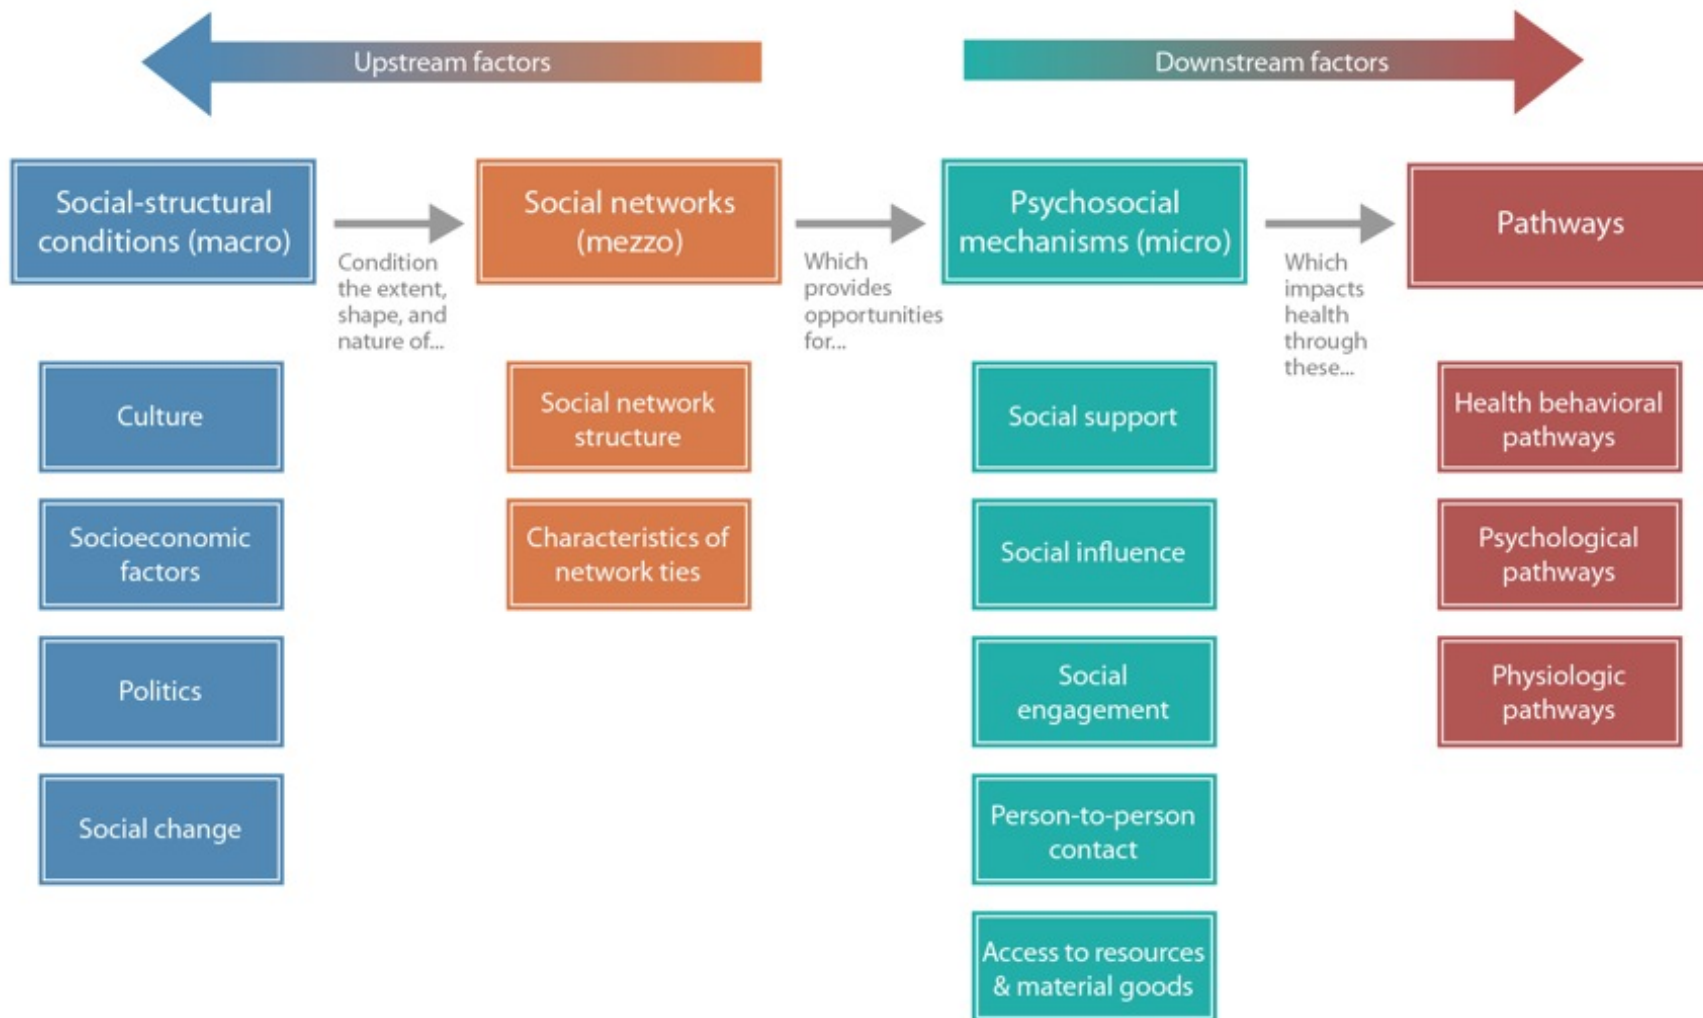 Upstream factors
Downstream factors
Social-structural
conditions (macro)
Condition
the extent,
shape, and
nature of...
Social networks
(mezzo)
Which
provides
opportunities
for...
Psychosocial
mechanisms (micro)
Which
impacts
health
through
these...
Pathways
Culture
Socioeconomic
factors
Politics
Social change
Social network
structure
Characteristics of
network ties
Social support
Social influence
Social
engagement
Person-to-person
contact
Access to resources
& material goods
Health behavioral
pathways
Psychological
pathways
Physiologic
pathways